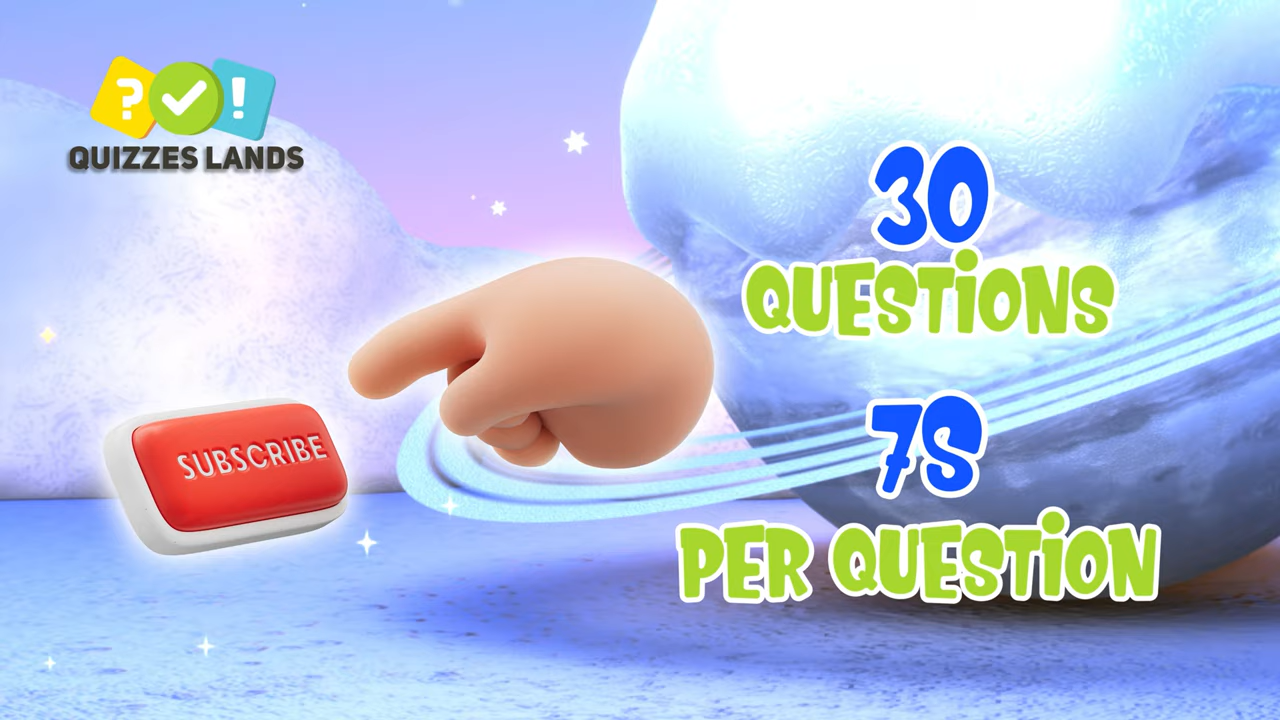 ? !
QUIZZES LANDS
30
QUESTIONS
7S
PER QUESTION
SUBSCRIBE